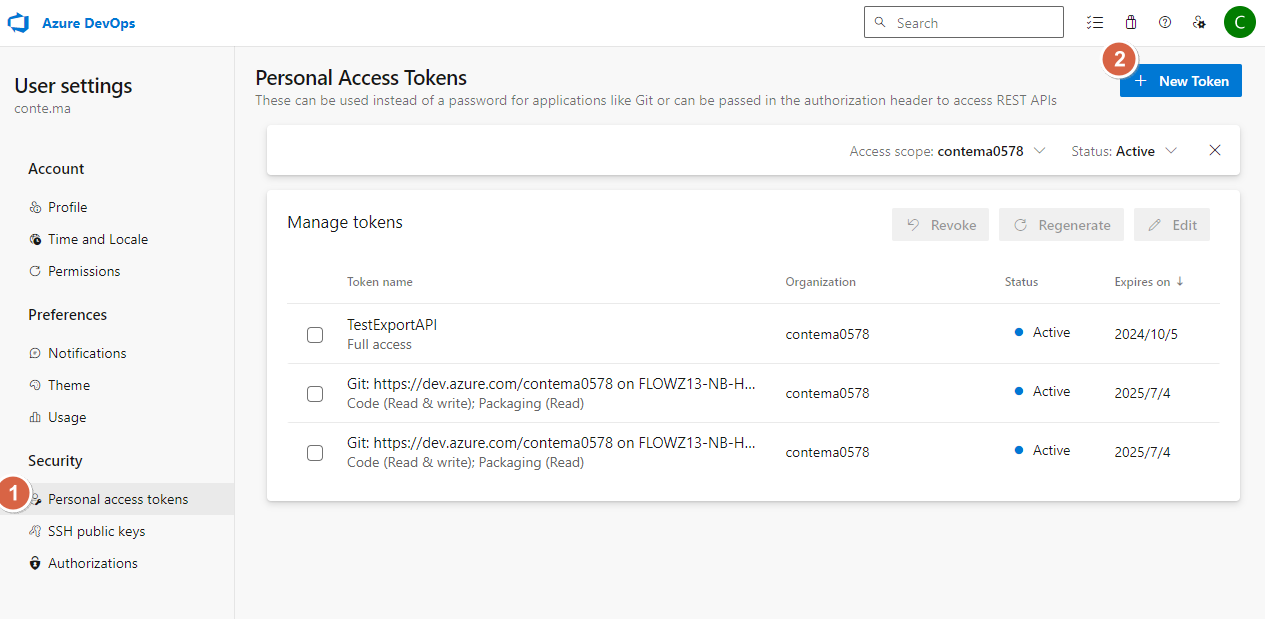 Azure DevOps
Search
C
User settings
conte.ma
Account
Profile
Time and Locale
Permissions
Preferences
Notifications
Theme
Usage
Security
1
Personal access tokens
SSH public keys
Authorizations
Personal Access Tokens
These can be used instead of a password for applications like Git or can be passed in the authorization header to access REST APIs
2
New Token
Access scope: contema0578 Status: Active
Manage tokens
Revoke Regenerate Edit
Token name Organization Status Expires on ↓
TestExportAPI contema0578 Active 2024/10/5
Full access
Git: https://dev.azure.com/contema0578 on FLOWZ13-NB-H... contema0578 Active 2025/7/4
Code (Read & write); Packaging (Read)
Git: https://dev.azure.com/contema0578 on FLOWZ13-NB-H... contema0578 Active 2025/7/4
Code (Read & write); Packaging (Read)